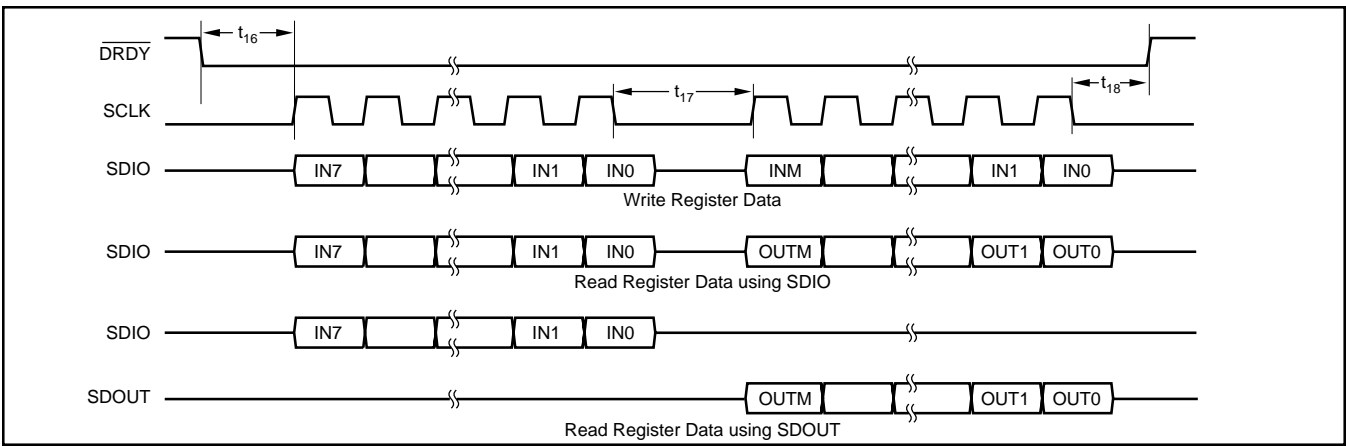 DRDY t16
SCLK t17 t18
SDIO IN7 IN1 IN0 INM IN1 IN0
Write Register Data
SDIO IN7 IN1 IN0 OUTM OUT1 OUT0
Read Register Data using SDIO
SDIO IN7 IN1 IN0
SDOUT OUTM OUT1 OUT0
Read Register Data using SDOUT